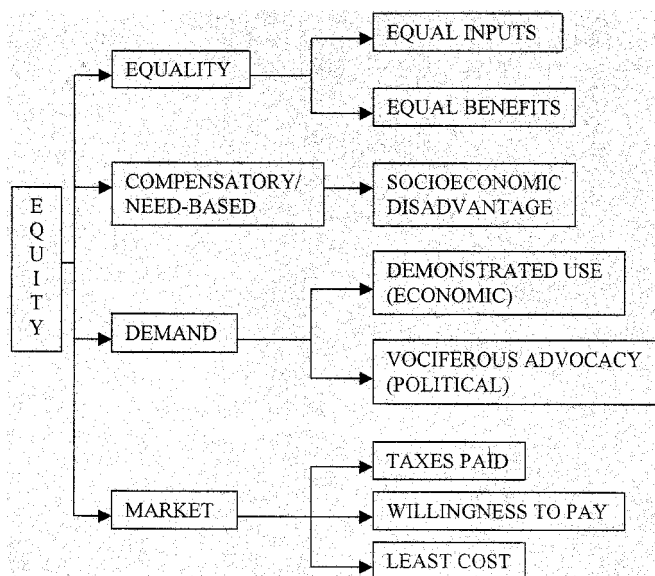 EQUITY
EQUALITY
EQUAL INPUTS
EQUAL BENEFITS
COMPENSATORY/
NEED-BASED
SOCIOECONOMIC
DISADVANTAGE
DEMAND
DEMONSTRATED USE
(ECONOMIC)
VOCIFEROUS ADVOCACY
(POLITICAL)
MARKET
TAXES PAID
WILLINGNESS TO PAY
LEAST COST